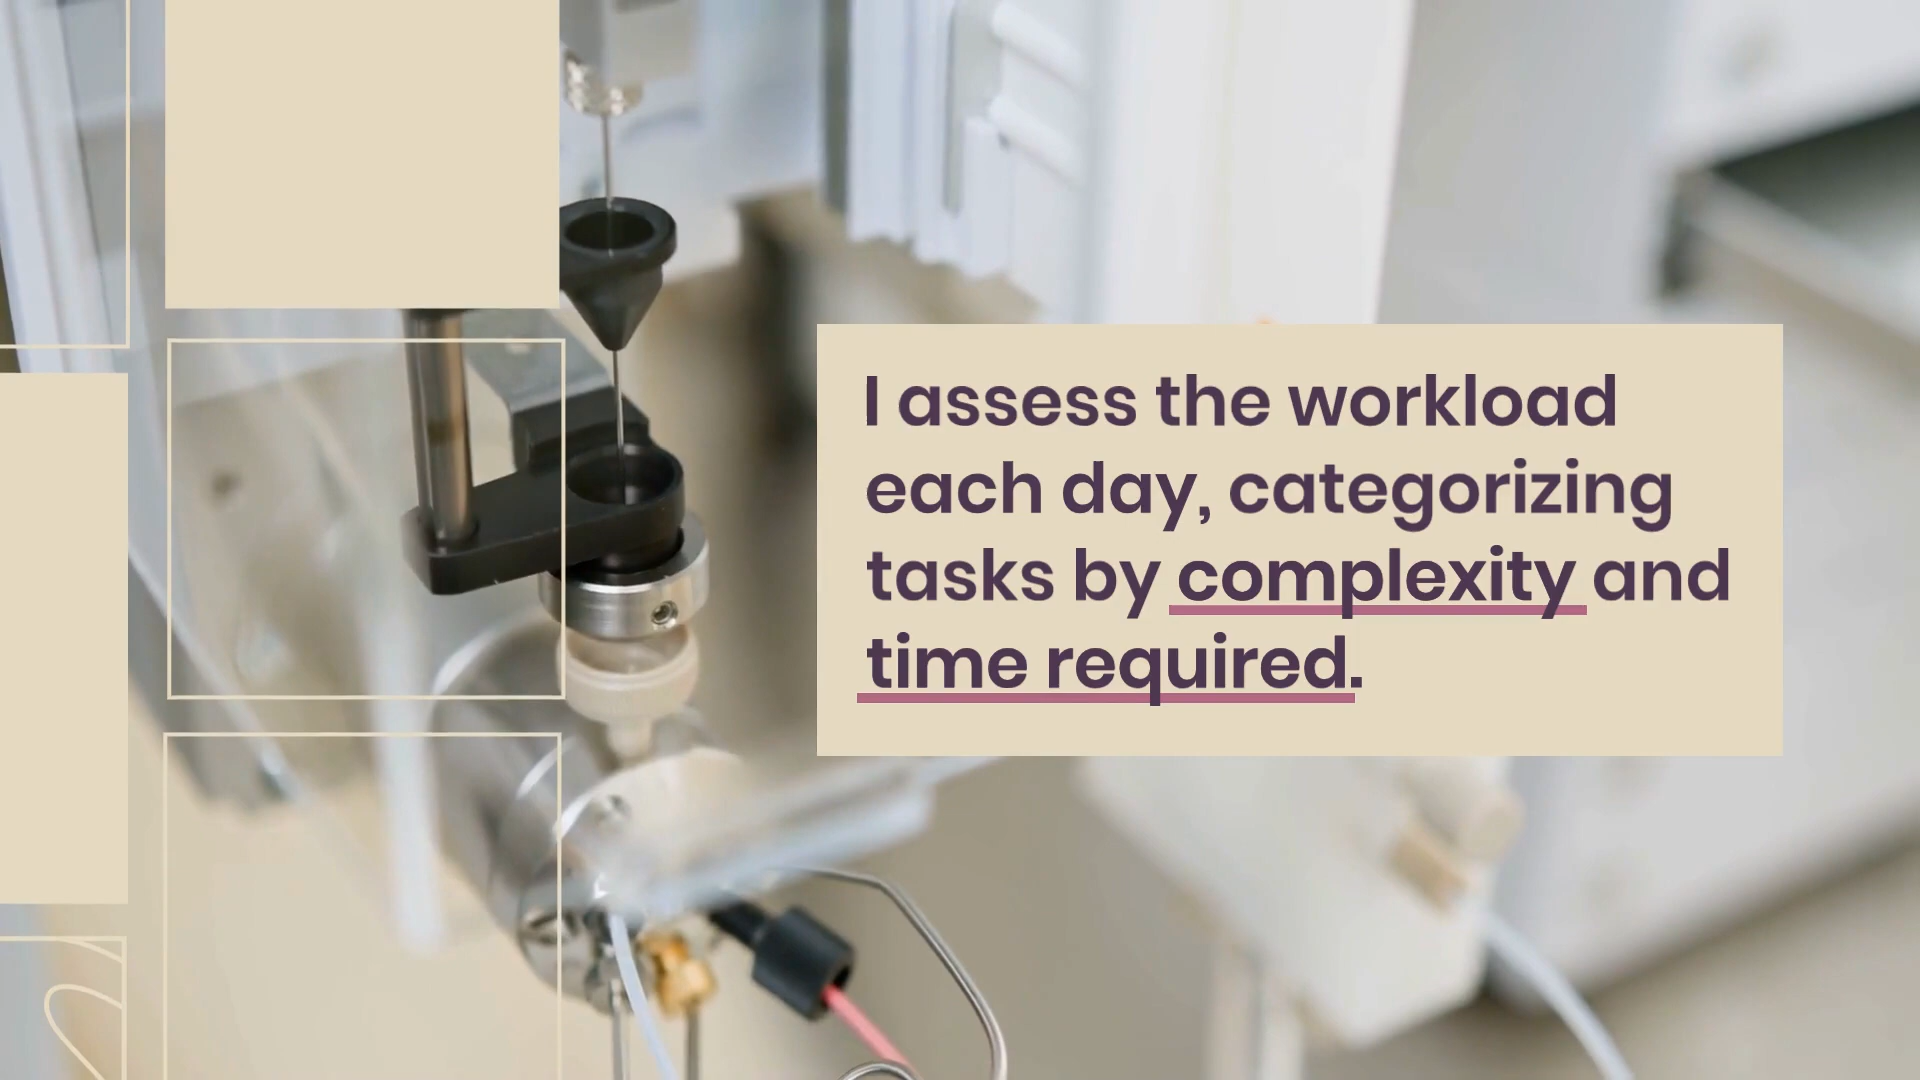 I assess the workload
each day, categorizing
tasks by complexity and
time required.